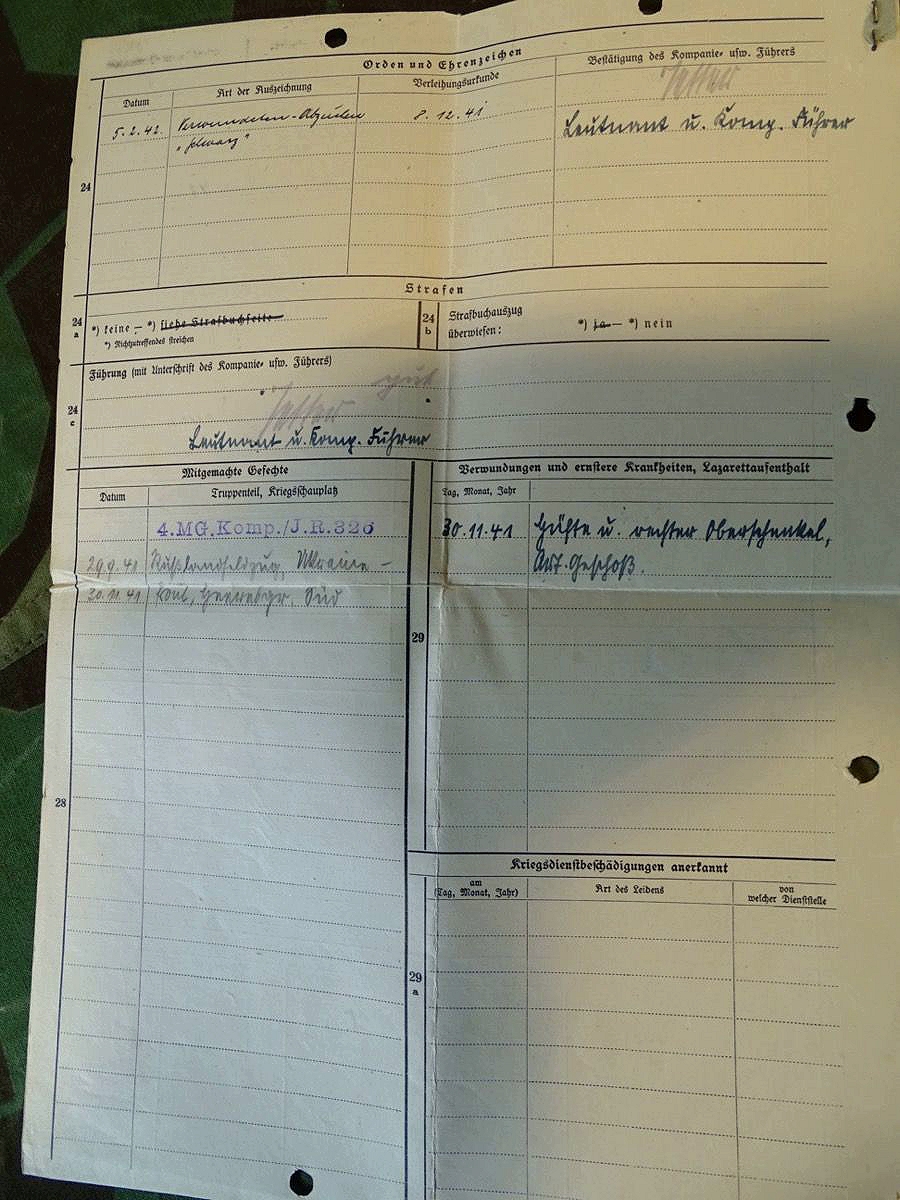 Orden und Ehrenzeichen
Datum
Art der Auszeichnung
Verleihungsurkunde
Bestätigung des Kompanie- usw. Führers
5.2.42.
Verwundeten-Abzeichen
8.12.41
Leutnant u. Komp. Führer
"schwarz"
24
Strafen
24 a
*) keine — *) siehe Strafbuchseite
*) Nichtzutreffendes streichen
24 b
Strafbuchauszug
überwiesen:
*) ja — *) nein
24 c
Führung (mit Unterschrift des Kompanie- usw. Führers)
gut
Leutnant u. Komp. Führer
Mitgemachte Gefechte
Datum
Truppenteil, Kriegsschauplatz
4.MG.Komp./J.R.326
29.9.41
Rußlandfeldzug, Ukraine –
30.11.41
Heeresgr. Süd
28
Verwundungen und ernstere Krankheiten, Lazarettaufenthalt
Tag, Monat, Jahr
30.11.41
Hüfte u. rechter Oberschenkel,
Art. Geschoß.
29
Kriegsdienstbeschädigungen anerkannt
am
(Tag, Monat, Jahr)
Art des Leidens
von
welcher Dienststelle
29 a